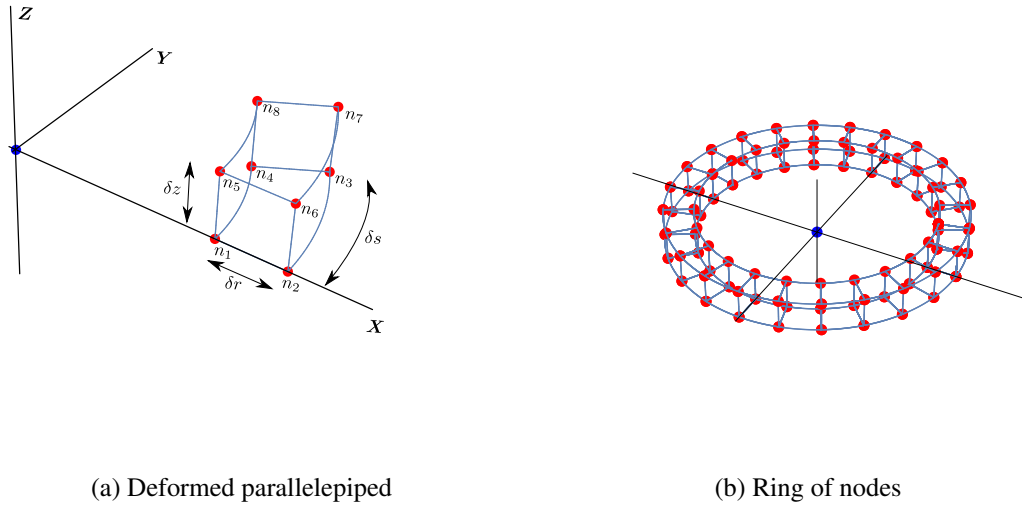 Z
Y
n₈
n₇
n₅
n₄
n₃
δz
n₆
n₁
δs
δr
n₂
X
(a) Deformed parallelepiped
(b) Ring of nodes